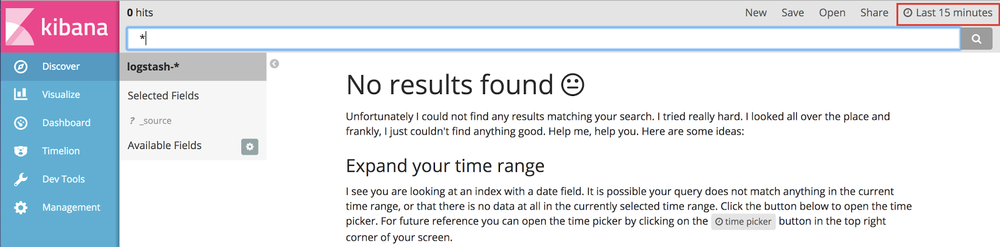 kibana
0 hits
New Save Open Share Last 15 minutes
*
Discover
Visualize
Dashboard
Timelion
Dev Tools
Management
logstash-*
Selected Fields
? _source
Available Fields
No results found
Unfortunately I could not find any results matching your search. I tried really hard. I looked all over the place and
frankly, I just couldn't find anything good. Help me, help you. Here are some ideas:
Expand your time range
I see you are looking at an index with a date field. It is possible your query does not match anything in the current
time range, or that there is no data at all in the currently selected time range. Click the button below to open the time
picker. For future reference you can open the time picker by clicking on the time picker button in the top right
corner of your screen.